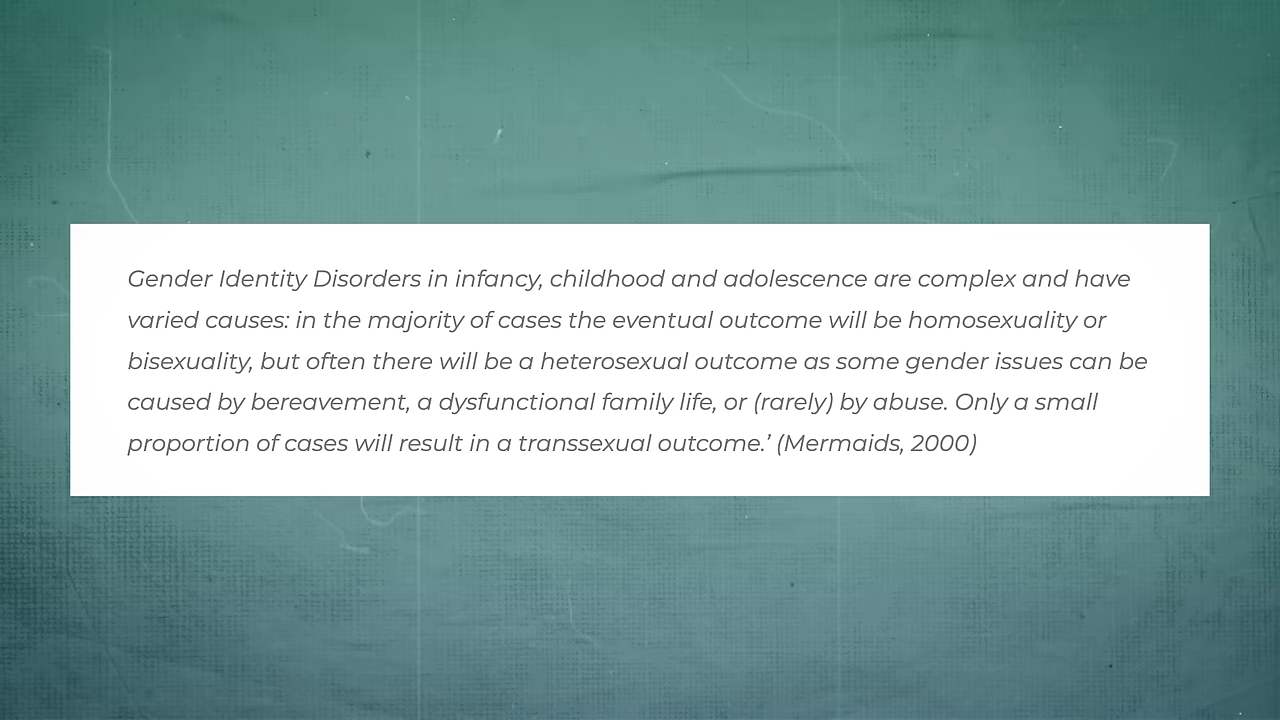 Gender Identity Disorders in infancy, childhood and adolescence are complex and have
varied causes: in the majority of cases the eventual outcome will be homosexuality or
bisexuality, but often there will be a heterosexual outcome as some gender issues can be
caused by bereavement, a dysfunctional family life, or (rarely) by abuse. Only a small
proportion of cases will result in a transsexual outcome.’ (Mermaids, 2000)